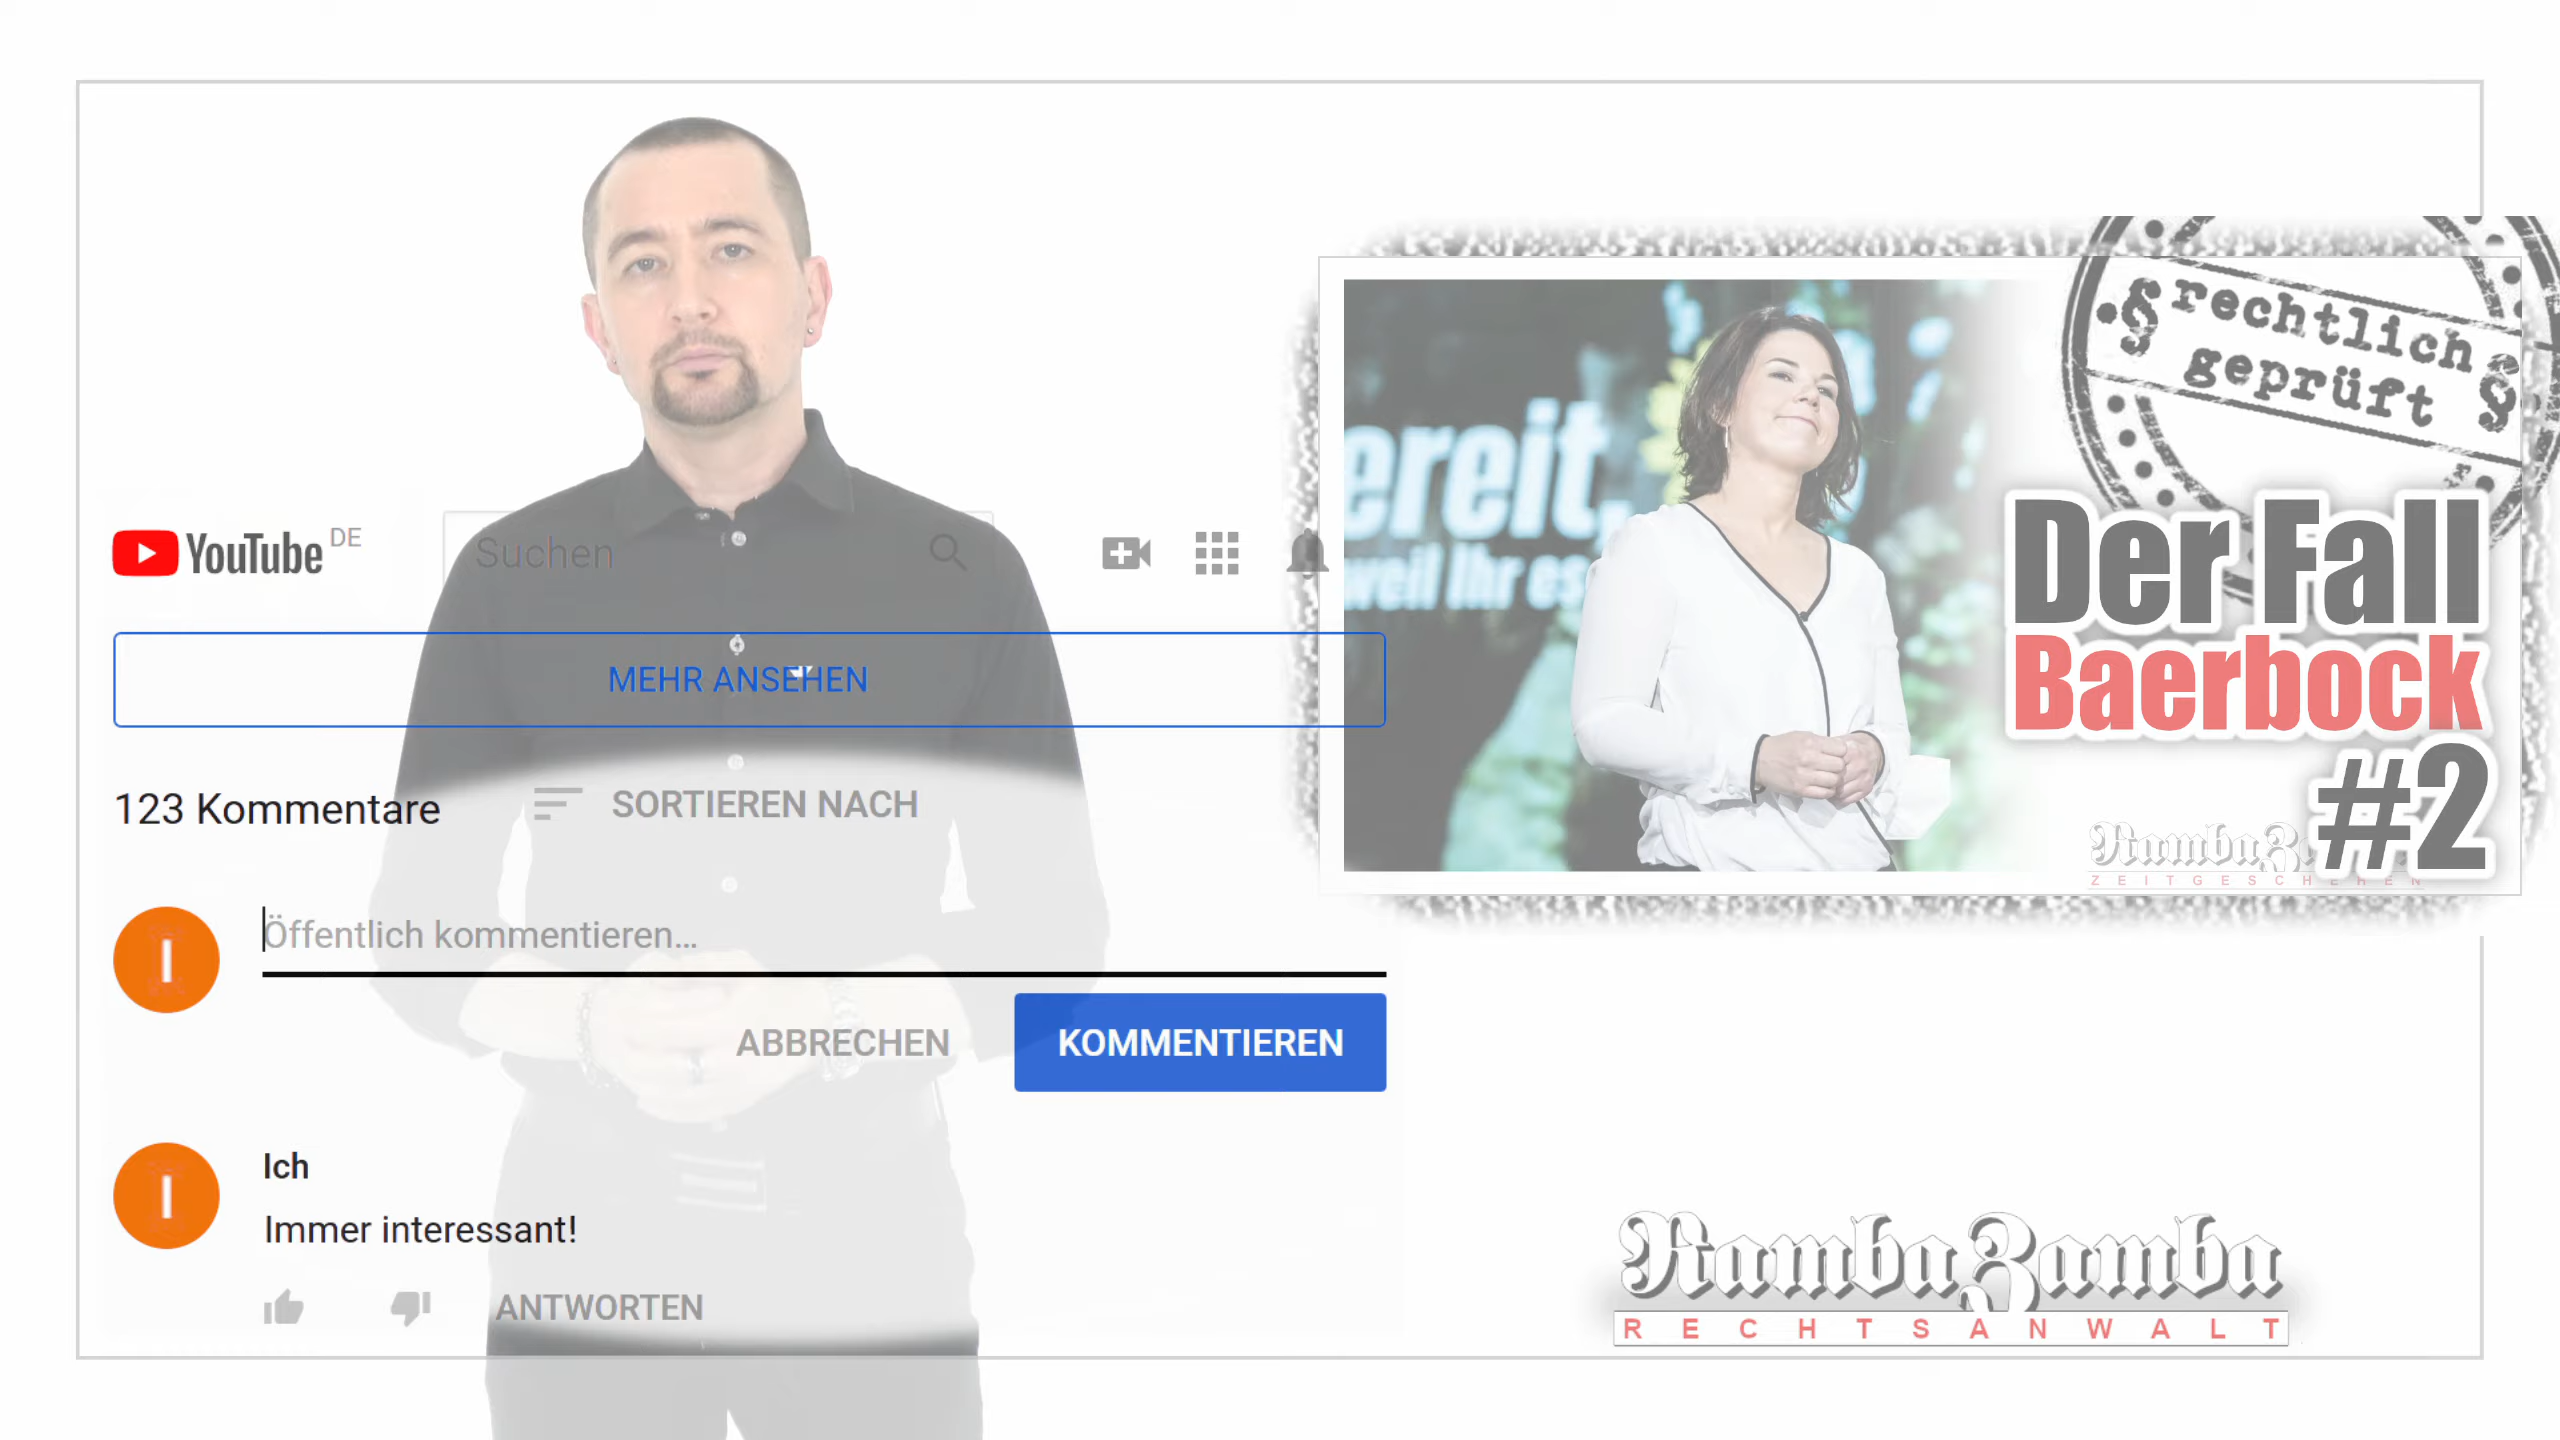 YouTube DE
Suchen
MEHR ANSEHEN
123 Kommentare
SORTIEREN NACH
Öffentlich kommentieren...
ABBRECHEN
KOMMENTIEREN
Ich
Immer interessant!
ANTWORTEN
§ rechtlich
geprüft §
ereit,
weil Ihr es
Der Fall
Baerbock
#2
ZEITGESCHEHEN
RambaZamba
RECHTSANWALT